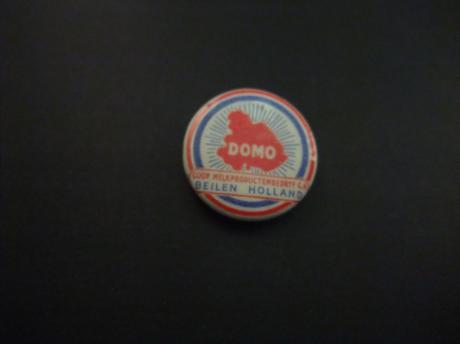 DOMO
COOP. MELKPRODUCTENBEDRIJF G.A.
BEILEN HOLLAND